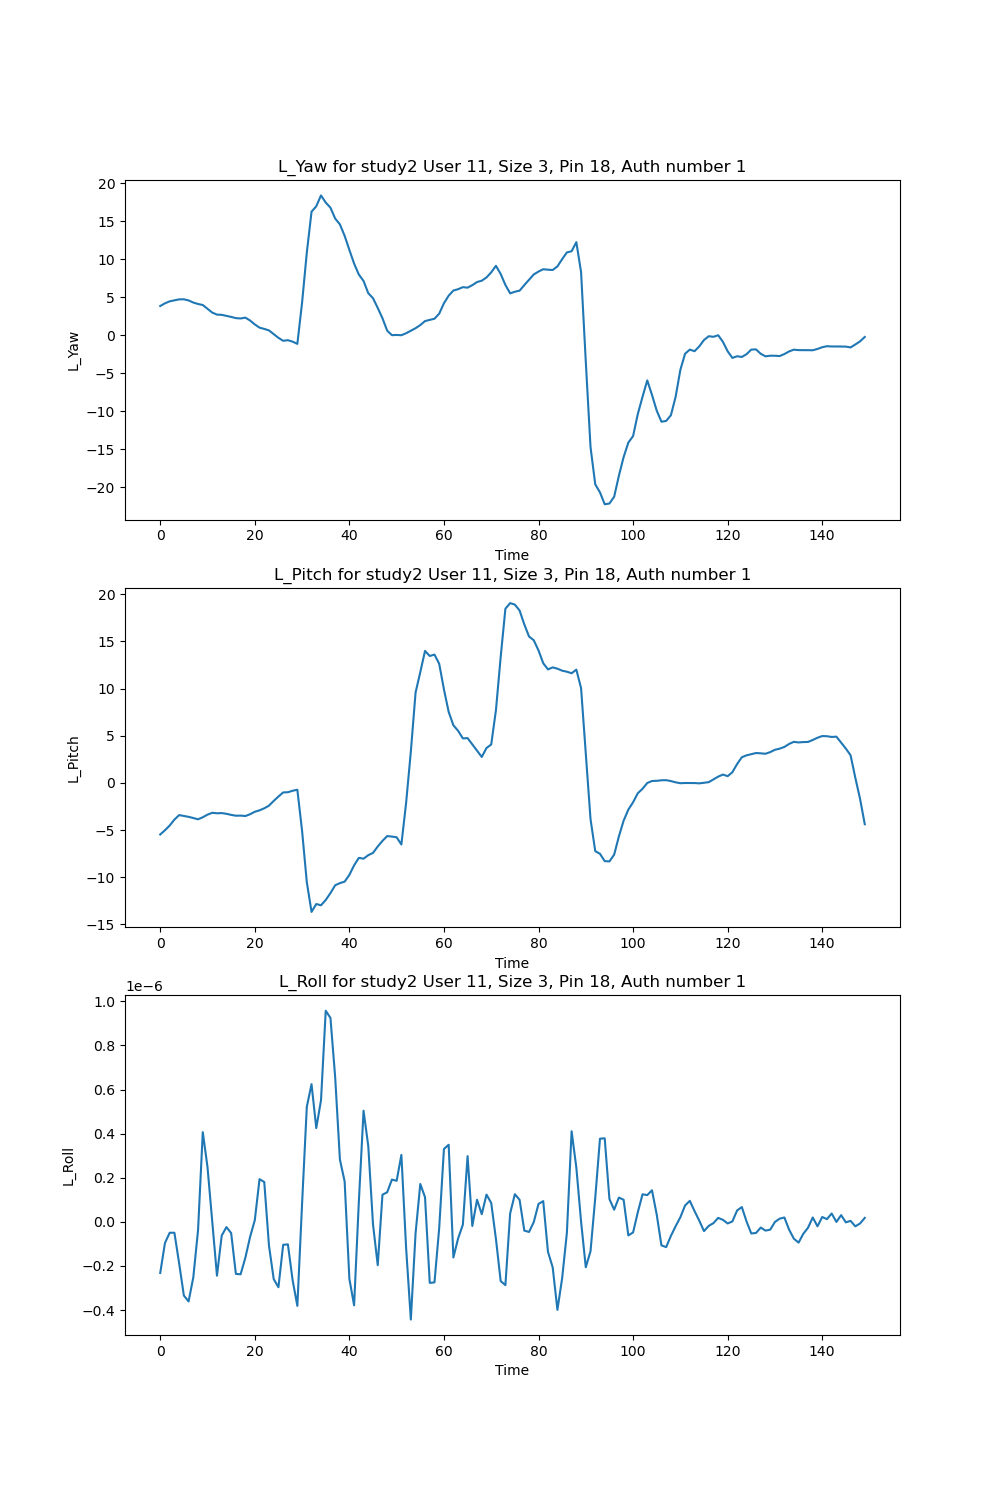 L_Yaw for study2 User 11, Size 3, Pin 18, Auth number 1
20
15
10
5
0
−5
−10
−15
−20
L_Yaw
0 20 40 60 80 100 120 140
Time
L_Pitch for study2 User 11, Size 3, Pin 18, Auth number 1
20
15
10
5
0
−5
−10
−15
L_Pitch
0 20 40 60 80 100 120 140
Time
L_Roll for study2 User 11, Size 3, Pin 18, Auth number 1
1e−6
1.0
0.8
0.6
0.4
0.2
0.0
−0.2
−0.4
L_Roll
0 20 40 60 80 100 120 140
Time